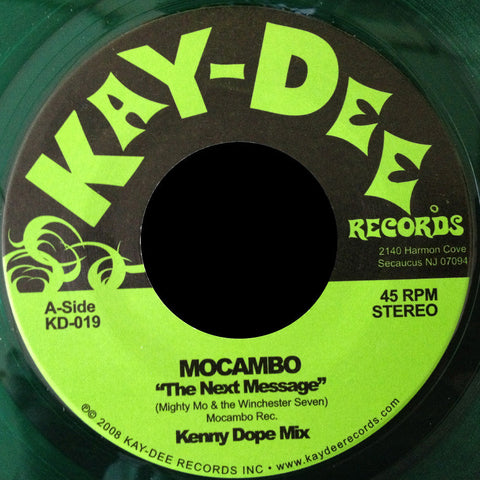 KAY-DEE
RECORDS
2140 Harmon Cove
Secaucus NJ 07094
A-Side
KD-019
45 RPM
STEREO
MOCAMBO
"The Next Message"
(Mighty Mo & the Winchester Seven)
Mocambo Rec.
Kenny Dope Mix
℗© 2008 KAY-DEE RECORDS INC • www.kaydeerecords.com